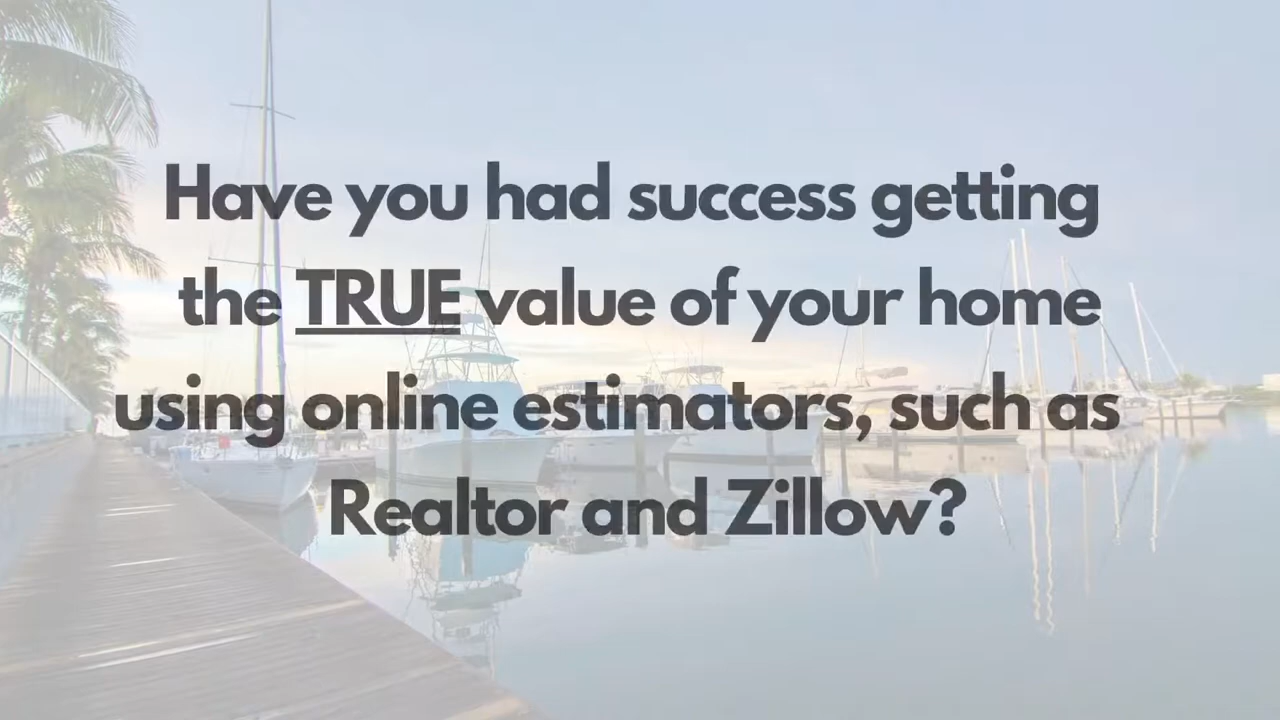 Have you had success getting
the TRUE value of your home
using online estimators, such as
Realtor and Zillow?